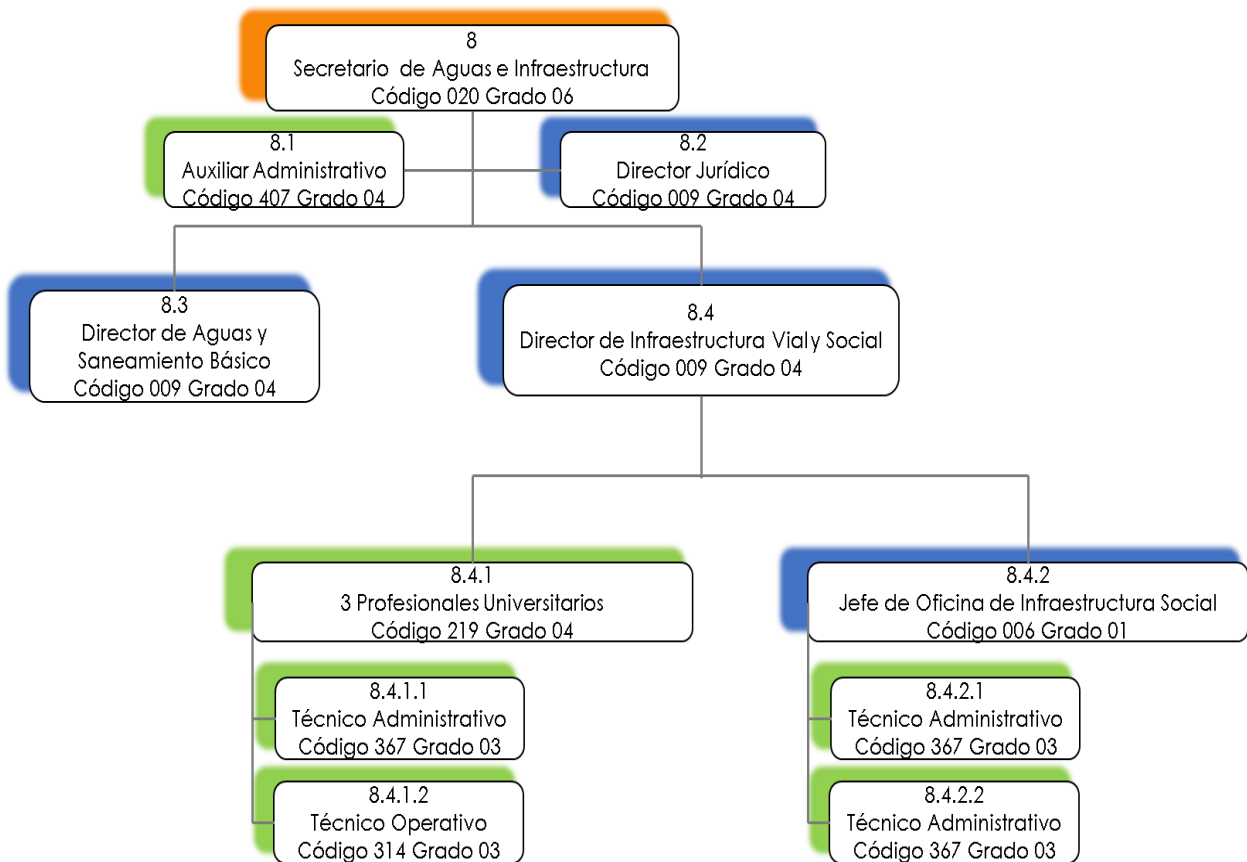 8
Secretario de Aguas e Infraestructura
Código 020 Grado 06
8.1
Auxiliar Administrativo
Código 407 Grado 04
8.2
Director Jurídico
Código 009 Grado 04
8.3
Director de Aguas y
Saneamiento Básico
Código 009 Grado 04
8.4
Director de Infraestructura Vial y Social
Código 009 Grado 04
8.4.1
3 Profesionales Universitarios
Código 219 Grado 04
8.4.2
Jefe de Oficina de Infraestructura Social
Código 006 Grado 01
8.4.1.1
Técnico Administrativo
Código 367 Grado 03
8.4.1.2
Técnico Operativo
Código 314 Grado 03
8.4.2.1
Técnico Administrativo
Código 367 Grado 03
8.4.2.2
Técnico Administrativo
Código 367 Grado 03